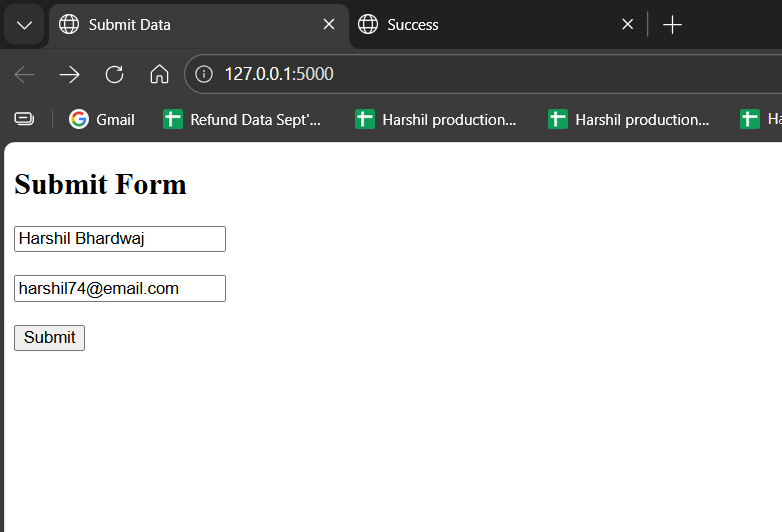 Submit Data
Success
127.0.0.1:5000
Gmail
Refund Data Sept'...
Harshil production...
Harshil production...
Submit Form
Harshil Bhardwaj
harshil74@email.com
Submit